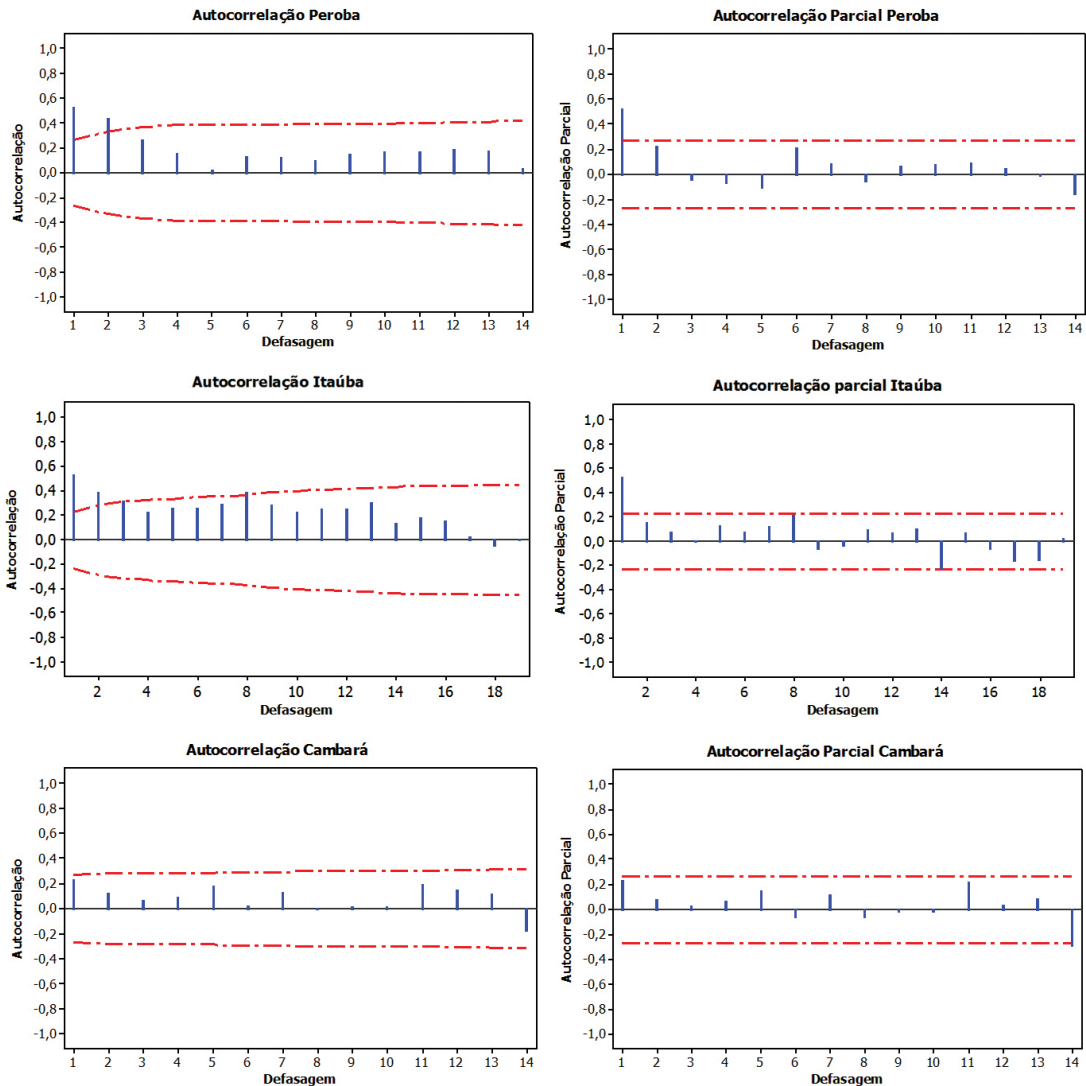 Autocorrelação Peroba
1,0
0,8
0,6
0,4
0,2
0,0
-0,2
-0,4
-0,6
-0,8
-1,0
Autocorrelação
1 2 3 4 5 6 7 8 9 10 11 12 13 14
Defasagem
Autocorrelação Parcial Peroba
1,0
0,8
0,6
0,4
0,2
0,0
-0,2
-0,4
-0,6
-0,8
-1,0
Autocorrelação Parcial
1 2 3 4 5 6 7 8 9 10 11 12 13 14
Defasagem
Autocorrelação Itaúba
1,0
0,8
0,6
0,4
0,2
0,0
-0,2
-0,4
-0,6
-0,8
-1,0
Autocorrelação
2 4 6 8 10 12 14 16 18
Defasagem
Autocorrelação parcial Itaúba
1,0
0,8
0,6
0,4
0,2
0,0
-0,2
-0,4
-0,6
-0,8
-1,0
Autocorrelação Parcial
2 4 6 8 10 12 14 16 18
Defasagem
Autocorrelação Cambará
1,0
0,8
0,6
0,4
0,2
0,0
-0,2
-0,4
-0,6
-0,8
-1,0
Autocorrelação
1 2 3 4 5 6 7 8 9 10 11 12 13 14
Defasagem
Autocorrelação Parcial Cambará
1,0
0,8
0,6
0,4
0,2
0,0
-0,2
-0,4
-0,6
-0,8
-1,0
Autocorrelação Parcial
1 2 3 4 5 6 7 8 9 10 11 12 13 14
Defasagem